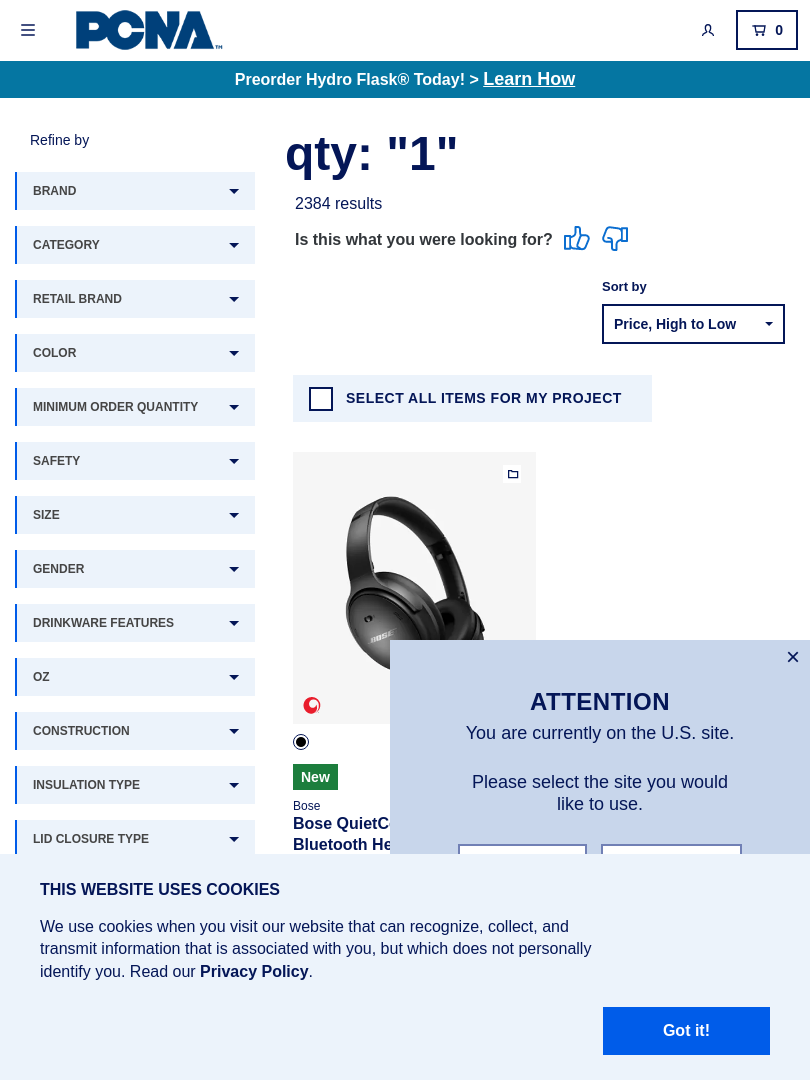 PCNA™
0
Preorder Hydro Flask® Today! > Learn How
Refine by
BRAND
CATEGORY
RETAIL BRAND
COLOR
MINIMUM ORDER QUANTITY
SAFETY
SIZE
GENDER
DRINKWARE FEATURES
OZ
CONSTRUCTION
INSULATION TYPE
LID CLOSURE TYPE
qty: "1"
2384 results
Is this what you were looking for?
Sort by
Price, High to Low
SELECT ALL ITEMS FOR MY PROJECT
BOSE
New
Bose
Bose QuietC
Bluetooth He
×
ATTENTION
You are currently on the U.S. site.
Please select the site you would
like to use.
THIS WEBSITE USES COOKIES
We use cookies when you visit our website that can recognize, collect, and
transmit information that is associated with you, but which does not personally
identify you. Read our Privacy Policy.
Got it!